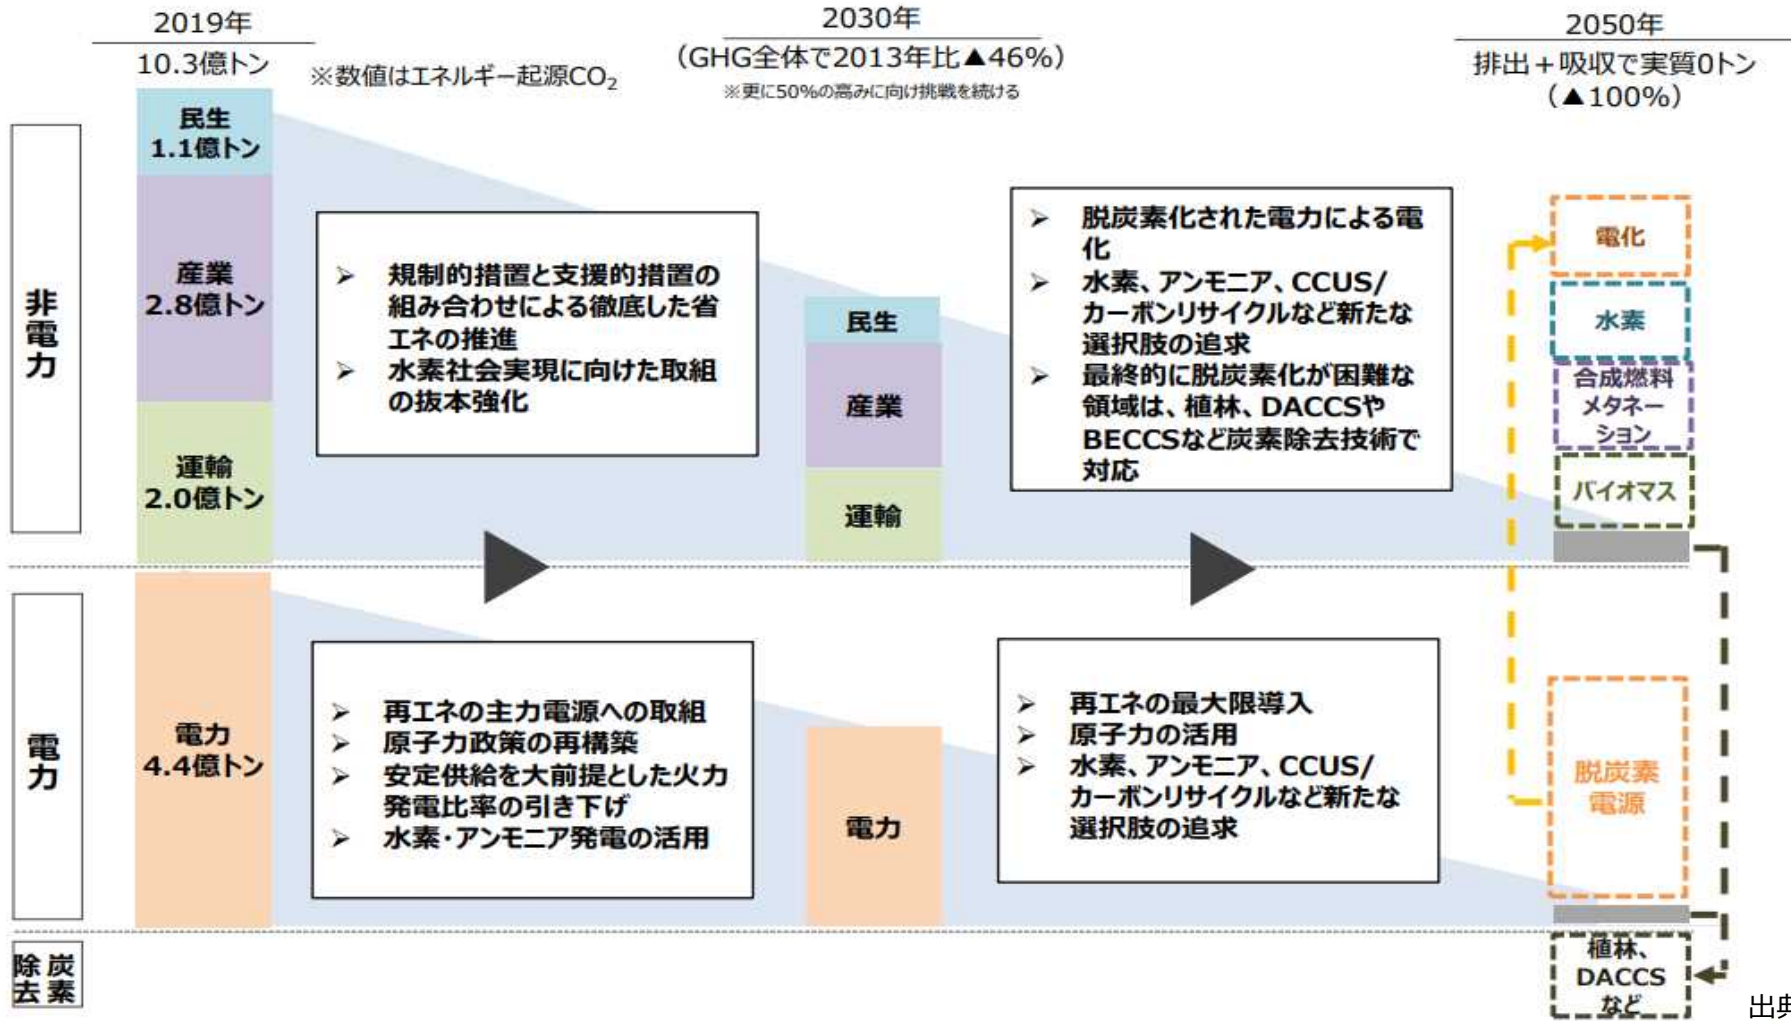 2019年
10.3億トン
※数値はエネルギー起源CO₂
2030年
（GHG全体で2013年比▲46%）
※更に50%の高みに向け挑戦を続ける
2050年
排出＋吸収で実質0トン
（▲100%）
非電力
民生
1.1億トン
産業
2.8億トン
運輸
2.0億トン
➢ 規制的措置と支援的措置の
組み合わせによる徹底した省
エネの推進
➢ 水素社会実現に向けた取組
の抜本強化
民生
産業
運輸
➢ 脱炭素化された電力による電
化
➢ 水素、アンモニア、CCUS/
カーボンリサイクルなど新たな
選択肢の追求
➢ 最終的に脱炭素化が困難な
領域は、植林、DACCSや
BECCSなど炭素除去技術で
対応
電化
水素
合成燃料
メタネー
ション
バイオマス
電力
電力
4.4億トン
➢ 再エネの主力電源への取組
➢ 原子力政策の再構築
➢ 安定供給を大前提とした火力
発電比率の引き下げ
➢ 水素・アンモニア発電の活用
電力
➢ 再エネの最大限導入
➢ 原子力の活用
➢ 水素、アンモニア、CCUS/
カーボンリサイクルなど新たな
選択肢の追求
脱炭素
電源
炭素
除去
植林、
DACCS
など
出典